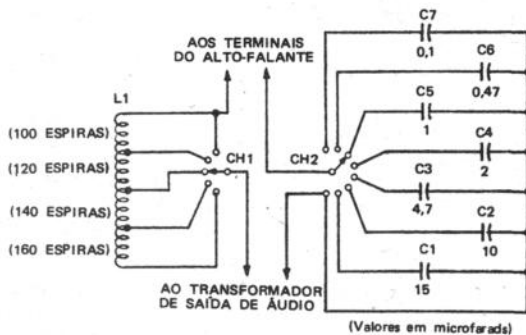 AOS TERMINAIS
DO ALTO-FALANTE
L1
(100 ESPIRAS)
(120 ESPIRAS)
(140 ESPIRAS)
(160 ESPIRAS)
CH1
CH2
AO TRANSFORMADOR
DE SAÍDA DE ÁUDIO
C7
0,1
C6
0,47
C5
1
C4
2
C3
4,7
C2
10
C1
15
(Valores em microfarads)